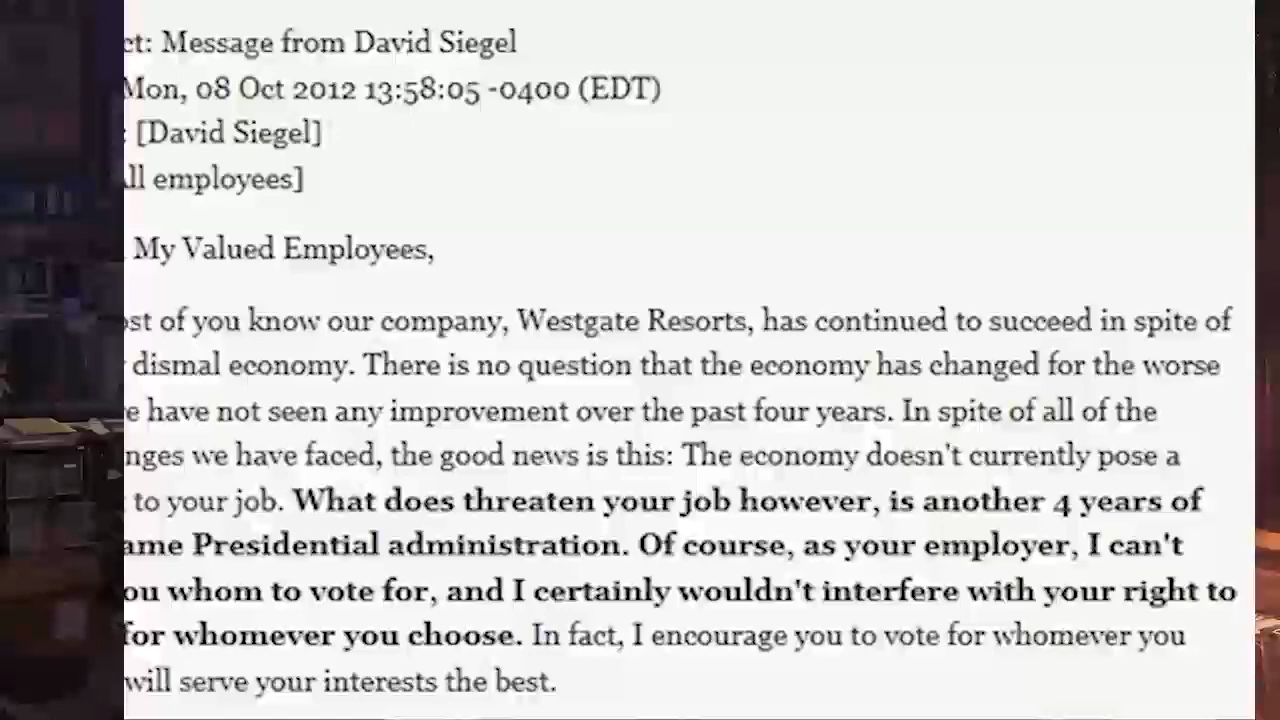 ct: Message from David Siegel
Mon, 08 Oct 2012 13:58:05 -0400 (EDT)
: [David Siegel]
ll employees]
My Valued Employees,
ost of you know our company, Westgate Resorts, has continued to succeed in spite of
dismal economy. There is no question that the economy has changed for the worse
e have not seen any improvement over the past four years. In spite of all of the
nges we have faced, the good news is this: The economy doesn't currently pose a
to your job. What does threaten your job however, is another 4 years of
ame Presidential administration. Of course, as your employer, I can't
ou whom to vote for, and I certainly wouldn't interfere with your right to
for whomever you choose. In fact, I encourage you to vote for whomever you
will serve your interests the best.